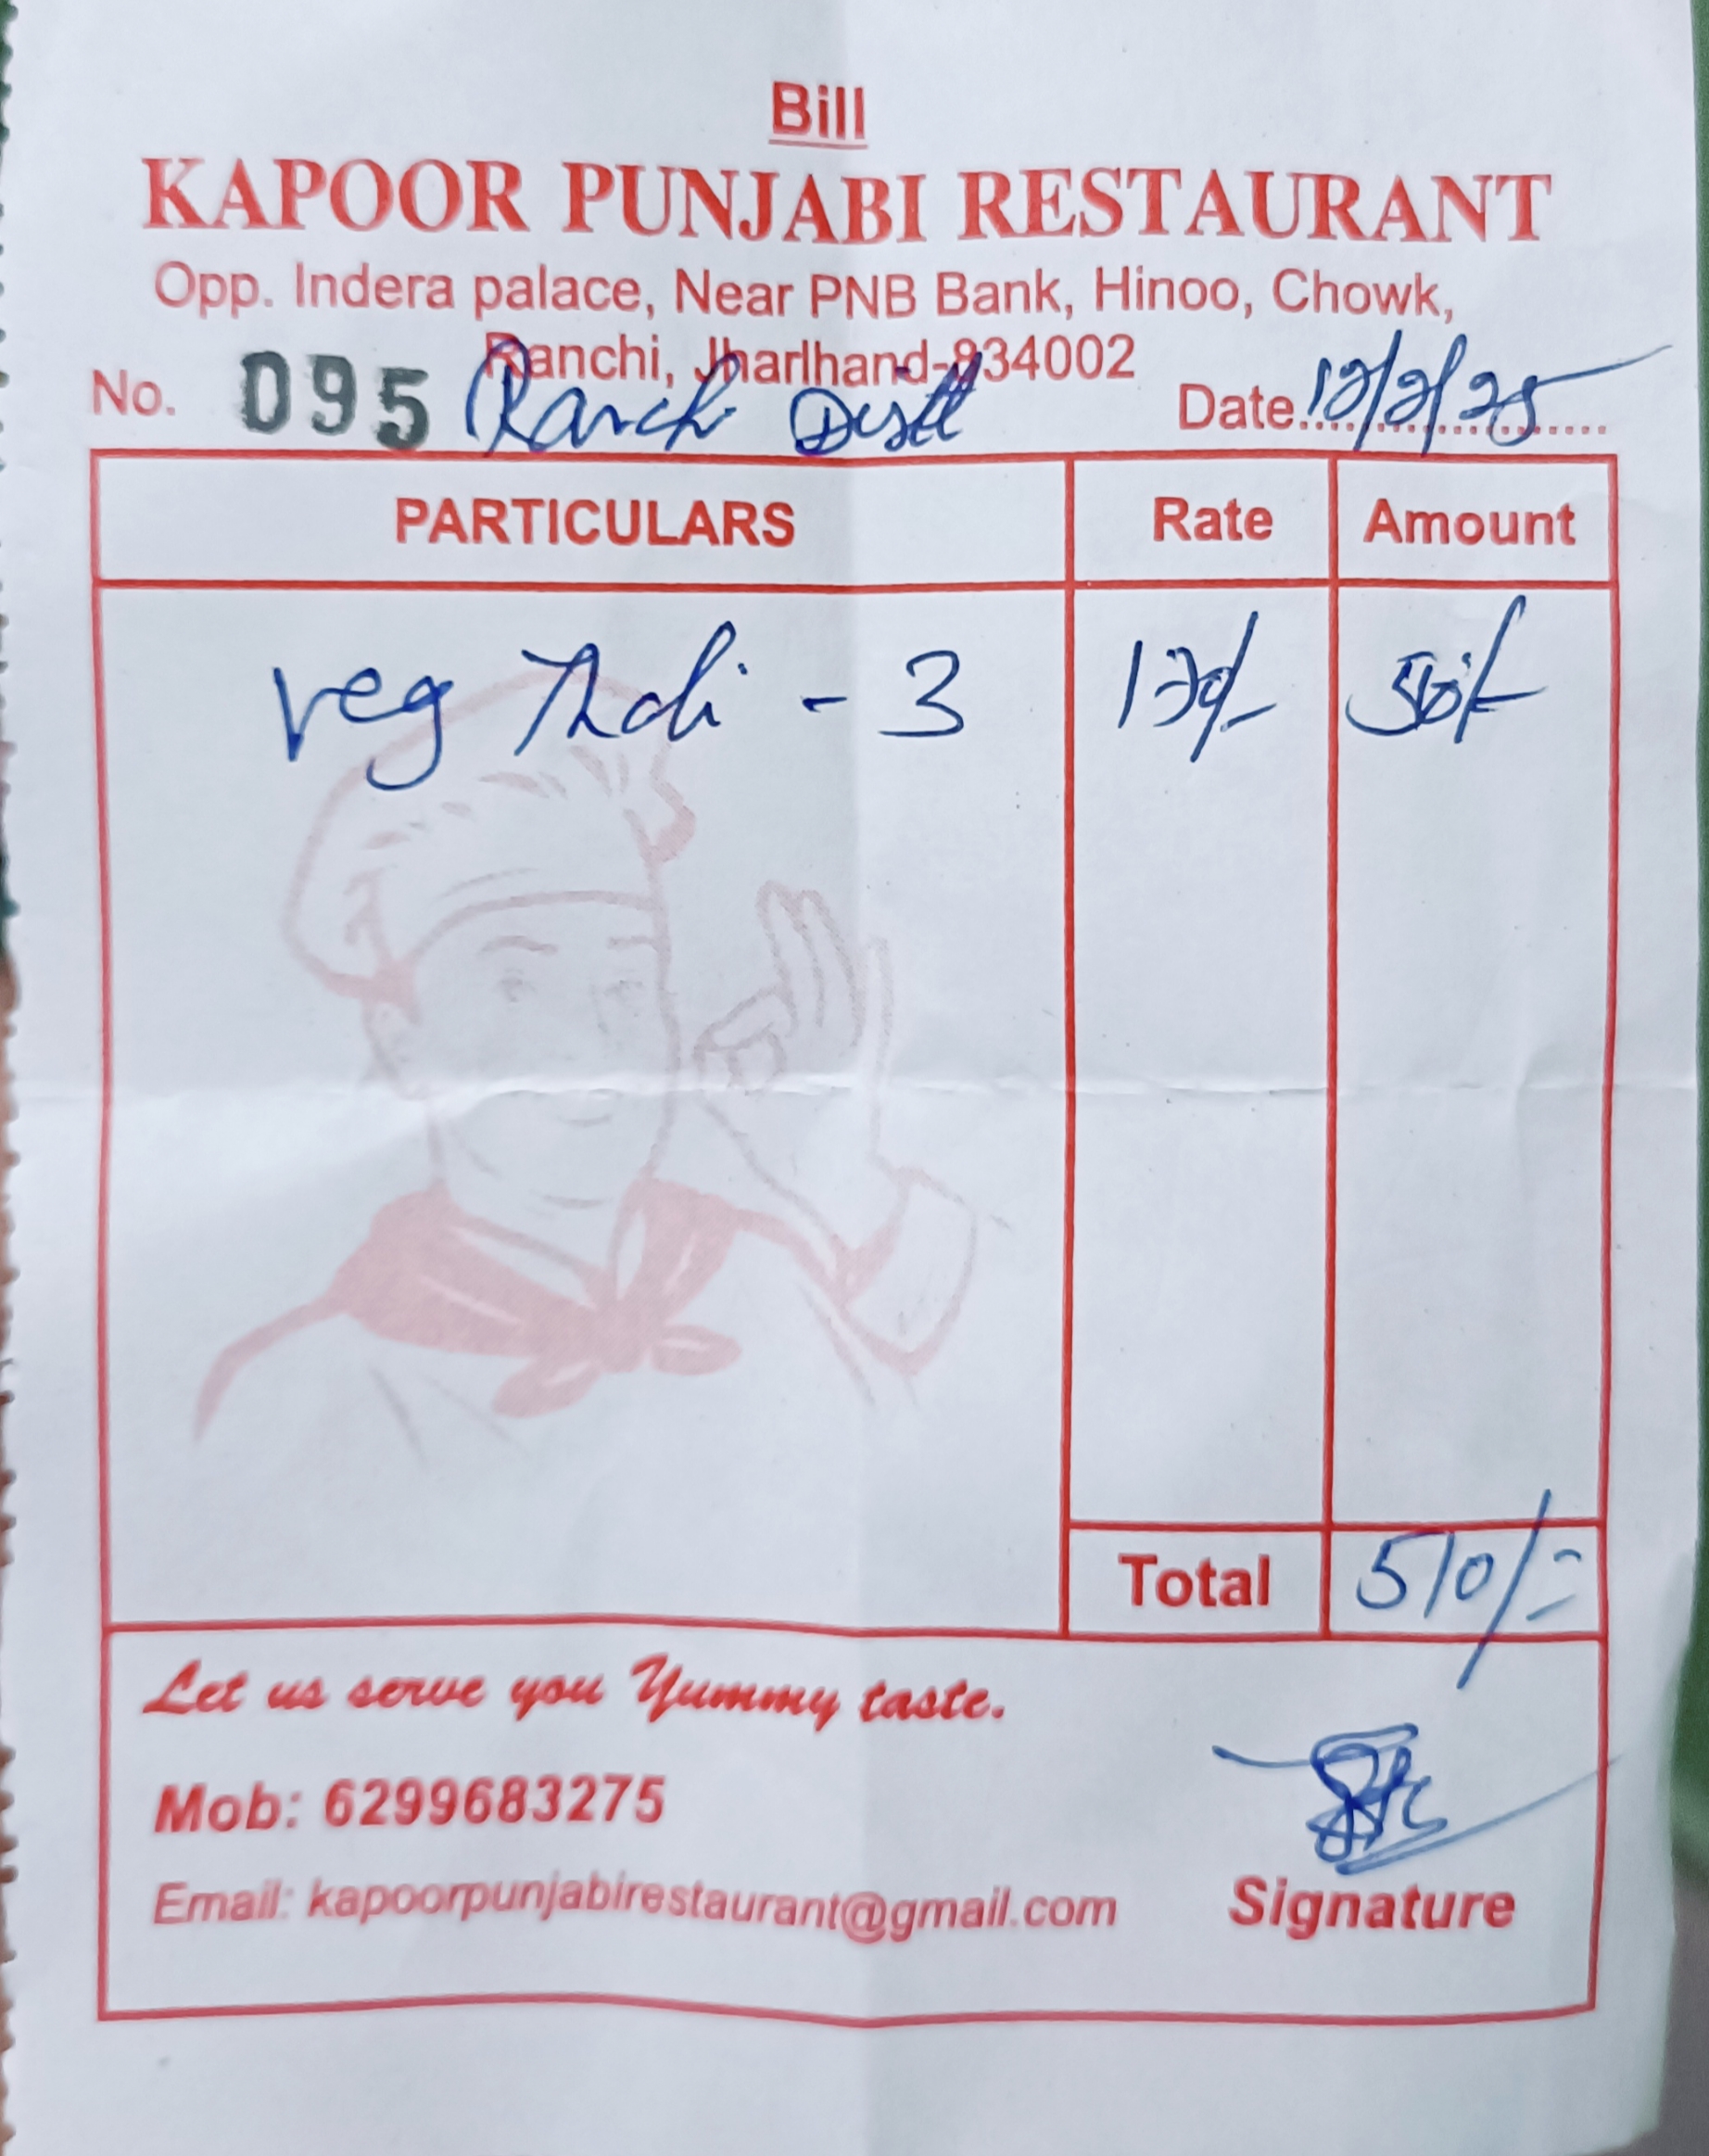 Bill
KAPOOR PUNJABI RESTAURANT
Opp. Indera palace, Near PNB Bank, Hinoo, Chowk,
Ranchi, Jharlhand-834002
No. 095 Ranchi Distt Date 12/2/25
PARTICULARS Rate Amount
Veg Thali - 3 170/- 510/-
Total 510/=
Let us serve you Yummy taste.
Mob: 6299683275
Email: kapoorpunjabirestaurant@gmail.com
Signature